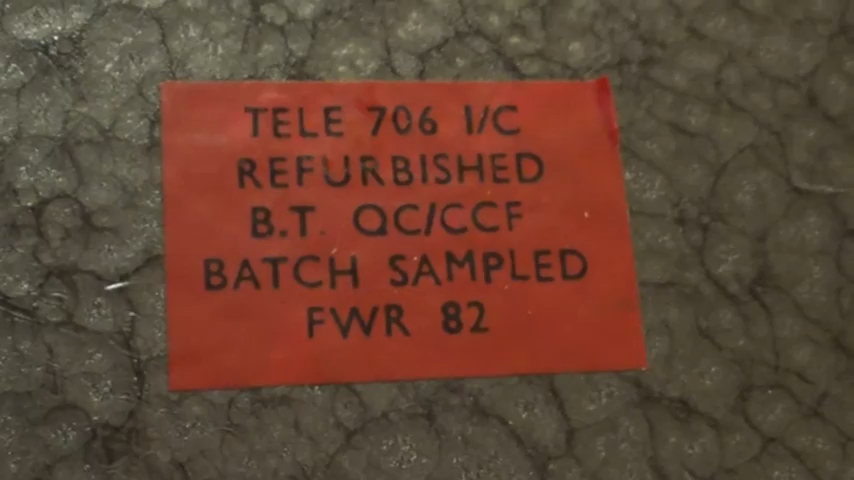 TELE 706 I/C
REFURBISHED
B.T. QC/CCF
BATCH SAMPLED
FWR 82